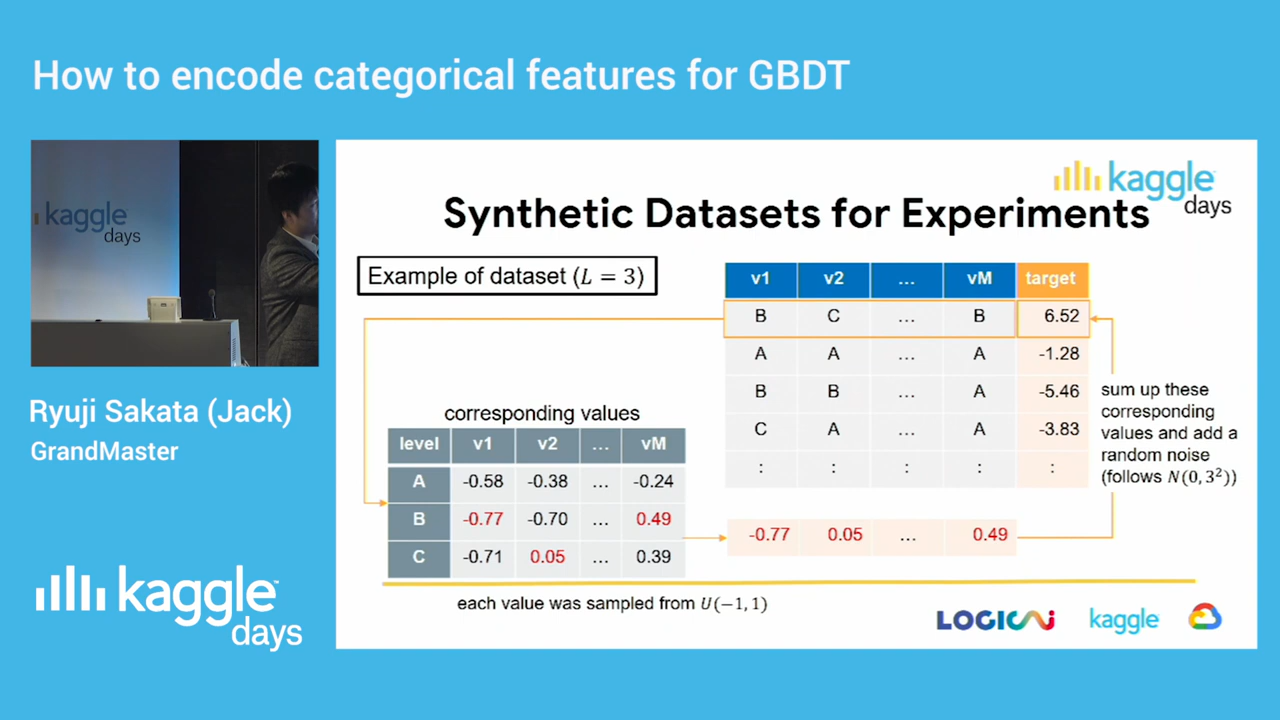 How to encode categorical features for GBDT
kaggle
days
Ryuji Sakata (Jack)
GrandMaster
kaggle
days
kaggle
days
Synthetic Datasets for Experiments
Example of dataset (L = 3)
v1 v2 ... vM target
B C ... B 6.52
A A ... A -1.28
B B ... A -5.46
C A ... A -3.83
: : : : :
corresponding values
level v1 v2 ... vM
A -0.58 -0.38 ... -0.24
B -0.77 -0.70 ... 0.49
C -0.71 0.05 ... 0.39
each value was sampled from U(−1, 1)
-0.77 0.05 ... 0.49
sum up these
corresponding
values and add a
random noise
(follows N(0, 3²))
LOGICAI
kaggle